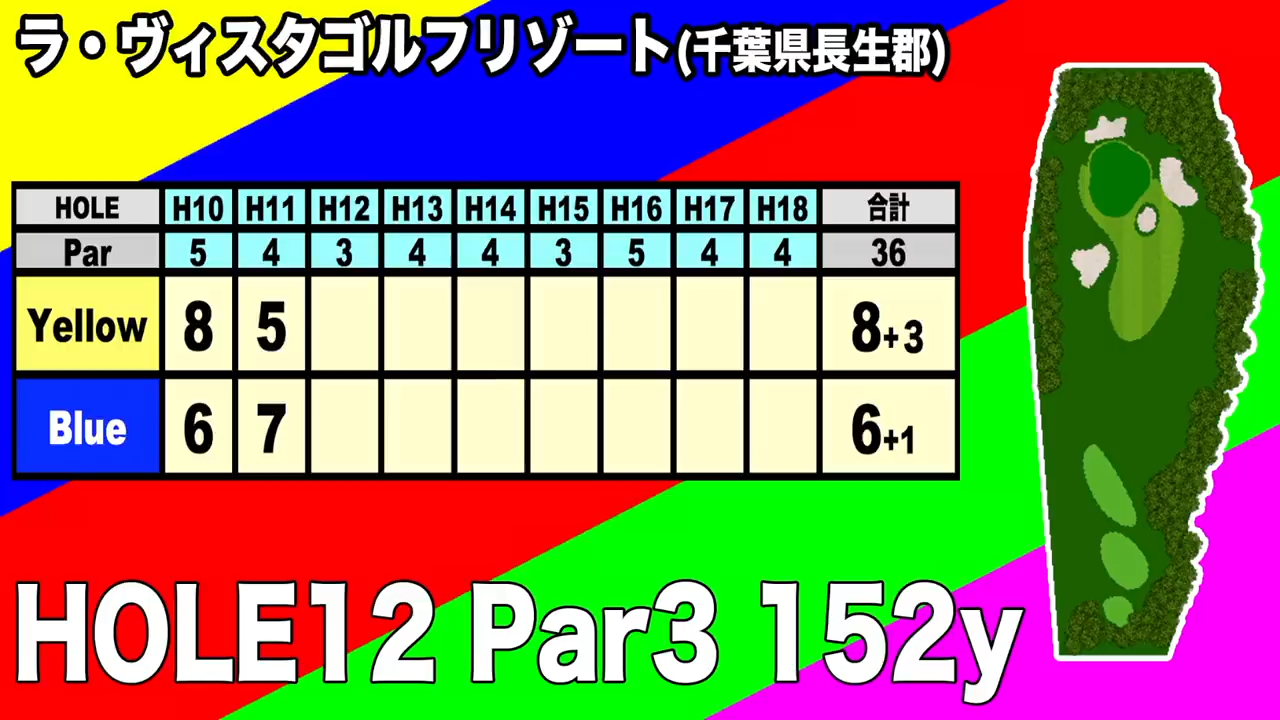 ラ・ヴィスタゴルフリゾート(千葉県長生郡)
HOLE H10 H11 H12 H13 H14 H15 H16 H17 H18 合計
Par 5 4 3 4 4 3 5 4 4 36
Yellow 8 5 8+3
Blue 6 7 6+1
HOLE12 Par3 152y